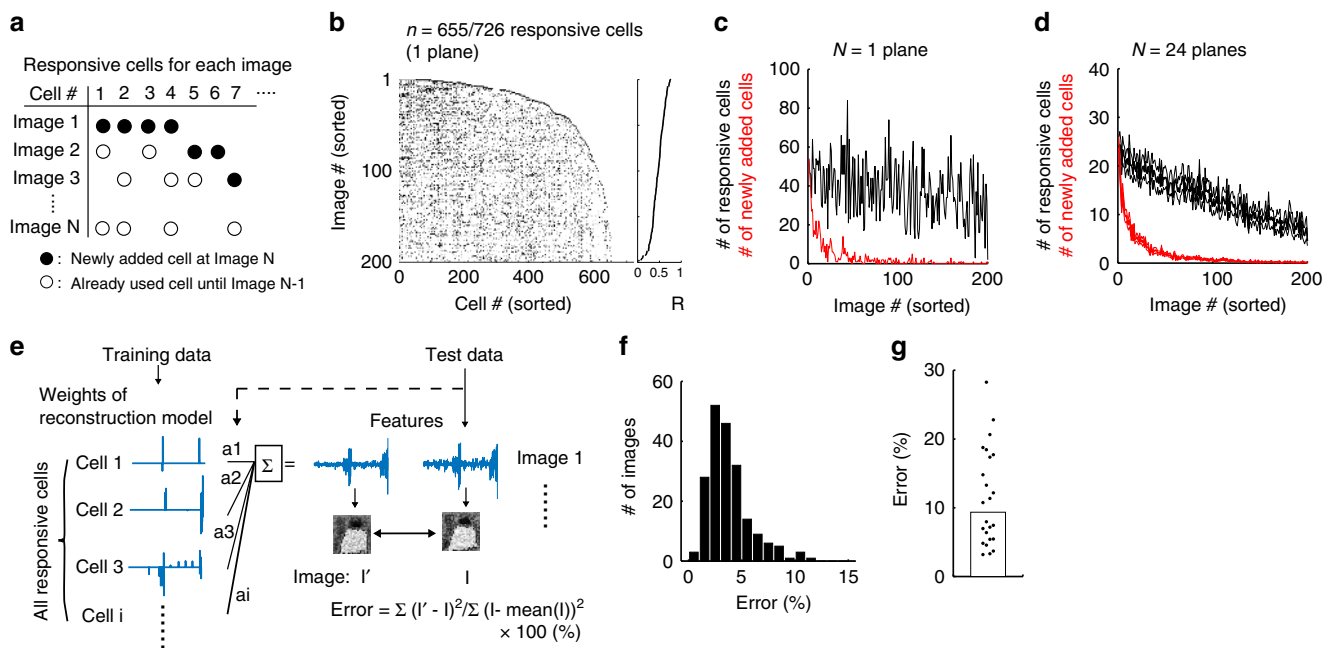 a
Responsive cells for each image
Cell # 1 2 3 4 5 6 7 ....
Image 1
Image 2
Image 3
Image N
: Newly added cell at Image N
: Already used cell until Image N-1
b
n = 655/726 responsive cells
(1 plane)
Image # (sorted)
1
100
200
0 200 400 600
Cell # (sorted)
0 0.5 1
R
c
N = 1 plane
# of responsive cells
# of newly added cells
100
80
60
40
20
0
0 100 200
Image # (sorted)
d
N = 24 planes
# of responsive cells
# of newly added cells
40
30
20
10
0
0 100 200
Image # (sorted)
e
Training data
Test data
Weights of
reconstruction model
Features
All responsive cells
Cell 1
Cell 2
Cell 3
Cell i
a1
a2
a3
ai
Σ =
Image 1
Image: I′ I
Error = Σ (I′ - I)²/Σ (I- mean(I))²
× 100 (%)
f
# of images
60
40
20
0
0 5 10 15
Error (%)
g
Error (%)
30
20
10
0